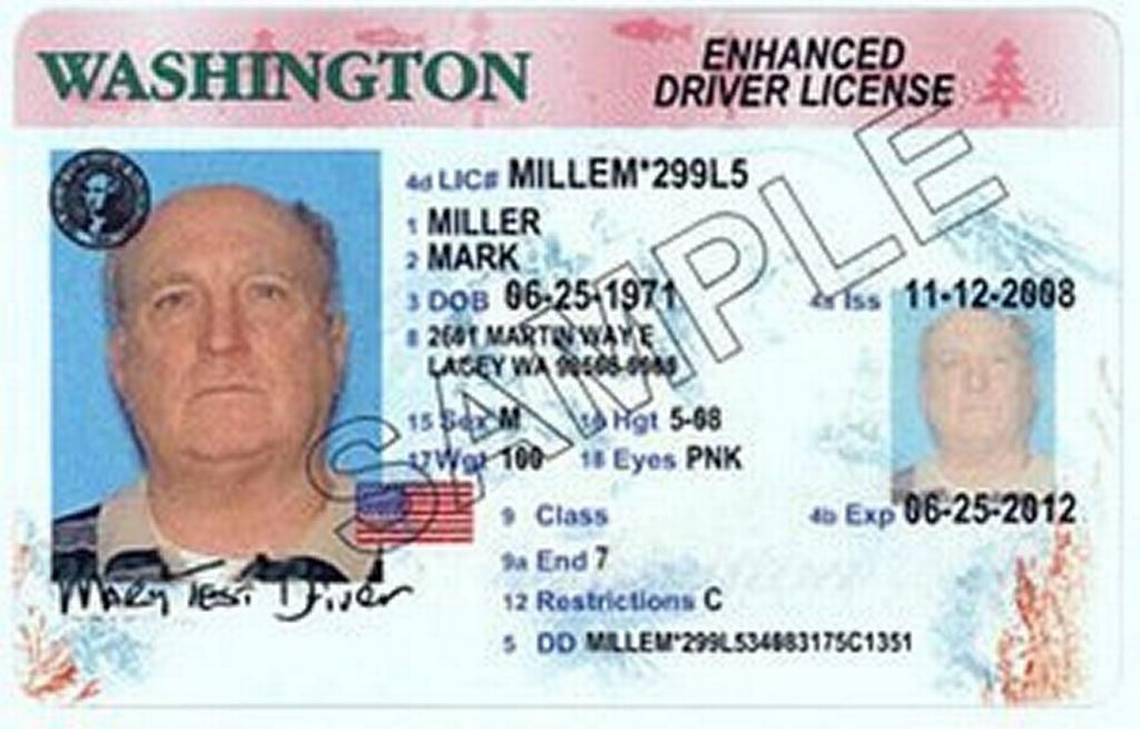 WASHINGTON
ENHANCED
DRIVER LICENSE
SAMPLE
4d LIC# MILLEM*299L5
1 MILLER
2 MARK
3 DOB 06-25-1971
4a Iss 11-12-2008
8 2601 MARTIN WAY E
LACEY WA
15 Sex M 16 Hgt 5-08
17 Wgt 100 18 Eyes PNK
9 Class
4b Exp 06-25-2012
9a End 7
12 Restrictions C
5 DD MILLEM*299L534083175C1351
Mary Test Driver